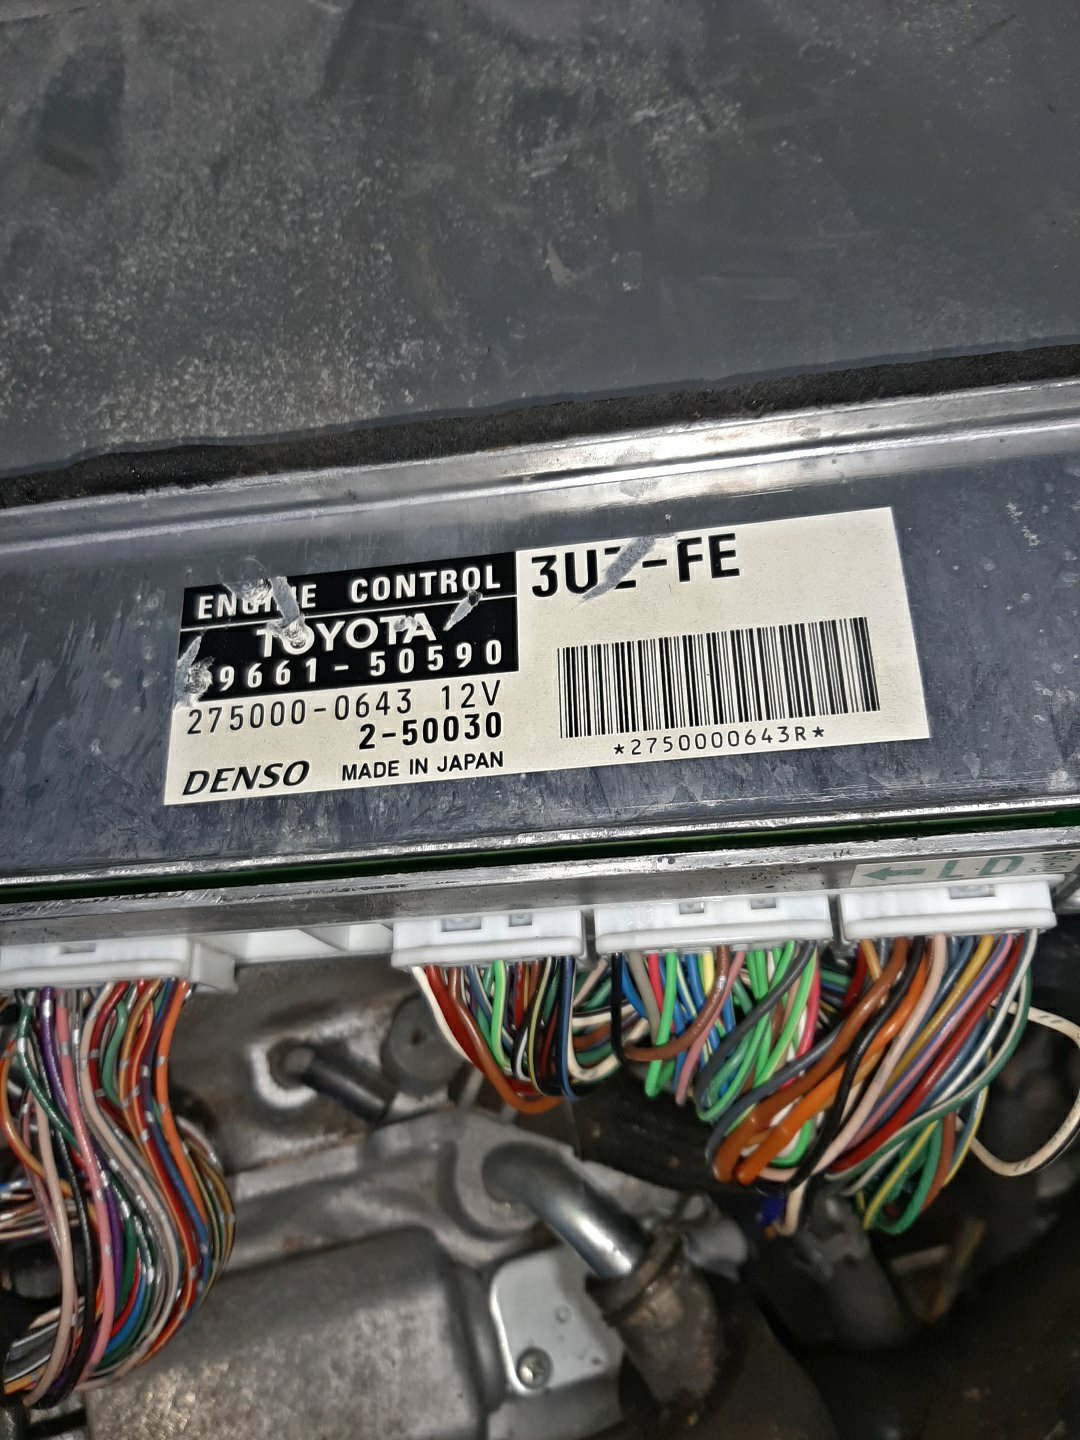 ENGINE CONTROL
TOYOTA
89661-50590
275000-0643 12V
2-50030
DENSO MADE IN JAPAN
3UZ-FE
*2750000643R*
←LD